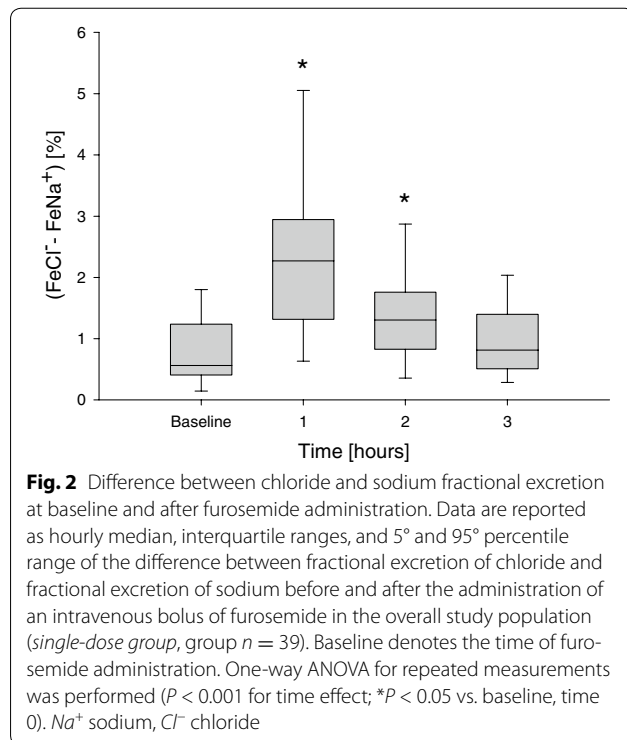 6
5
4
3
2
1
0
(FeCl⁻- FeNa⁺) [%]
*
*
Baseline 1 2 3
Time [hours]
Fig. 2 Difference between chloride and sodium fractional excretion
at baseline and after furosemide administration. Data are reported
as hourly median, interquartile ranges, and 5° and 95° percentile
range of the difference between fractional excretion of chloride and
fractional excretion of sodium before and after the administration of
an intravenous bolus of furosemide in the overall study population
(single-dose group, group n = 39). Baseline denotes the time of furo-
semide administration. One-way ANOVA for repeated measurements
was performed (P < 0.001 for time effect; *P < 0.05 vs. baseline, time
0). Na⁺ sodium, Cl⁻ chloride